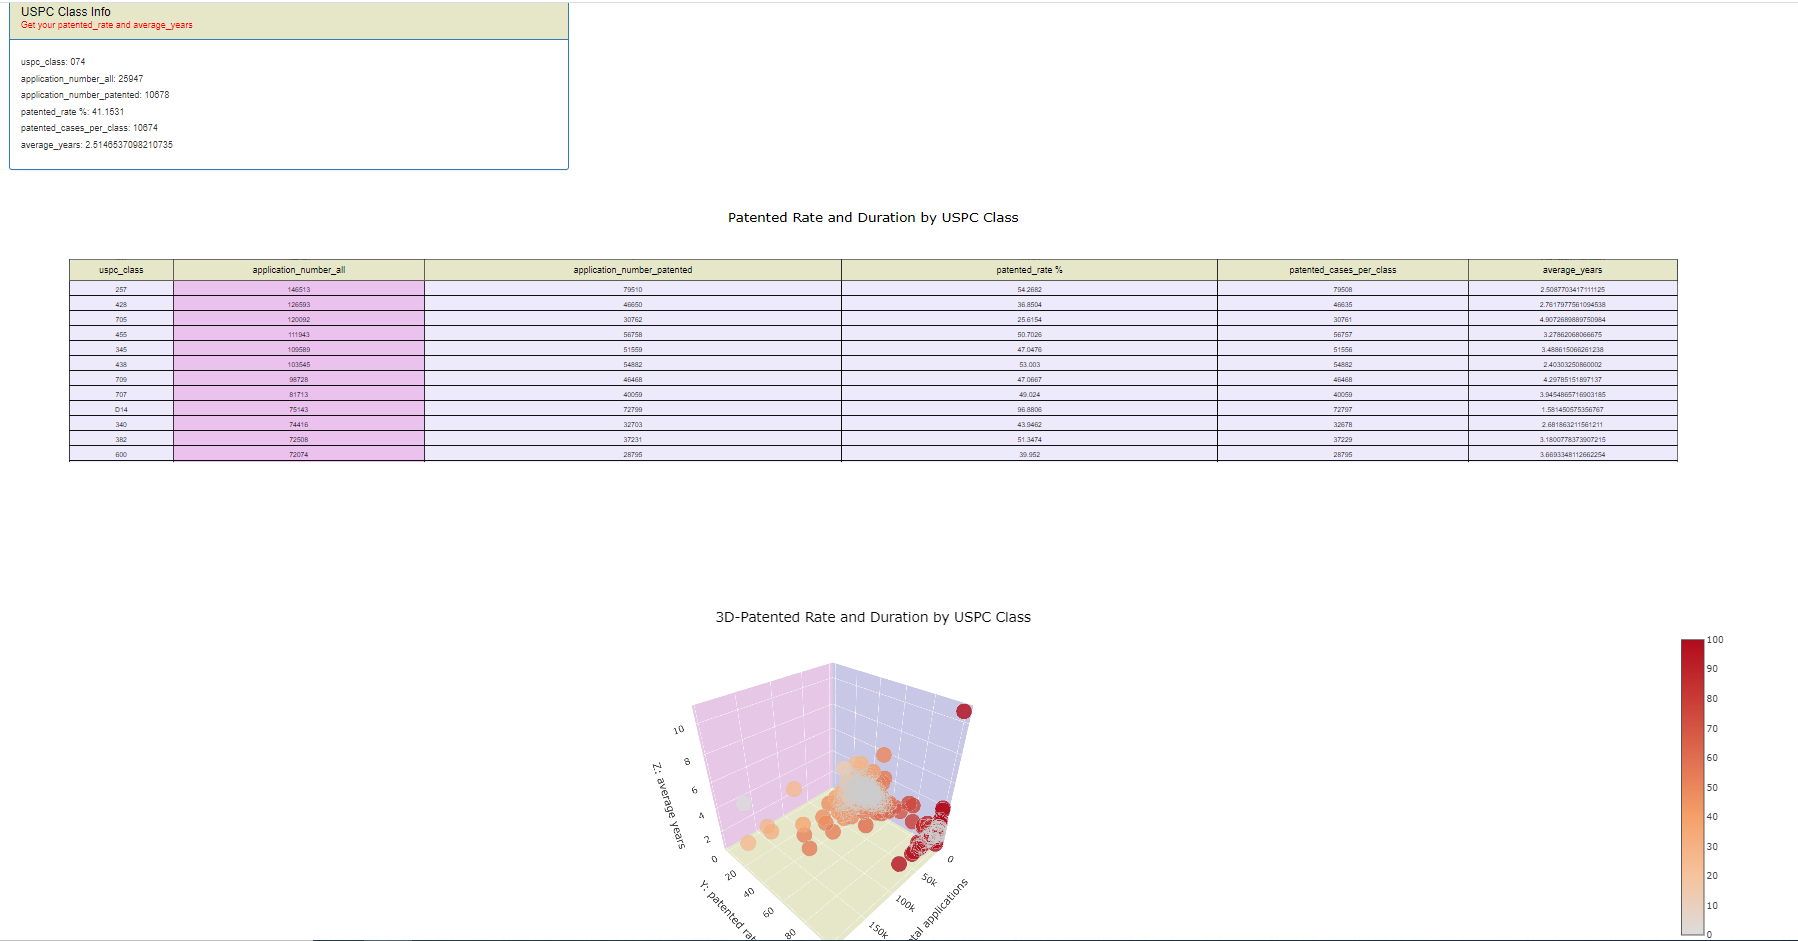 USPC Class Info
Get your patented_rate and average_years
uspc_class: 074
application_number_all: 25947
application_number_patented: 10678
patented_rate %: 41.1531
patented_cases_per_class: 10674
average_years: 2.5146537098210735
Patented Rate and Duration by USPC Class
uspc_class application_number_all application_number_patented patented_rate % patented_cases_per_class average_years
257 146513 79510 54.2682 79508 2.5087703417111125
428 126593 46650 36.8504 46635 2.7617977561094538
705 120092 30762 25.6154 30761 4.9072689889750984
455 111943 56758 50.7026 56757 3.27862068066675
345 109589 51559 47.0476 51556 3.488615066261238
438 103545 54882 53.003 54882 2.40303250860002
709 98728 46468 47.0667 46468 4.29785151897137
707 81713 40059 49.024 40059 3.9454865716903185
D14 75143 72799 96.8806 72797 1.581450575356767
340 74416 32703 43.9462 32678 2.681863211561211
382 72508 37231 51.3474 37229 3.1800778373907215
600 72074 28795 39.952 28795 3.6693348112662254
3D-Patented Rate and Duration by USPC Class
100
90
80
70
60
50
40
30
20
10
0
10
8
6
4
2
Z: average years
0
20
40
60
80
Y: patented
0
50k
100k
150k
applications